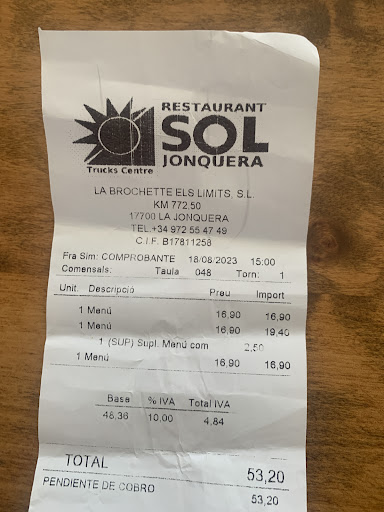 RESTAURANT
SOL
JONQUERA
Trucks Centre
LA BROCHETTE ELS LIMITS, S.L.
KM 772,50
17700 LA JONQUERA
TEL.+34 972 55 47 49
C.I.F. B17811258
Fra Sim: COMPROBANTE 18/08/2023 15:00
Comensals: Taula 048 Torn: 1
Unit. Descripció Preu Import
1 Menú 16,90 16,90
1 Menú 16,90 19,40
1 (SUP) Supl. Menú com 2,50
1 Menú 16,90 16,90
Base % IVA Total IVA
48,36 10,00 4,84
TOTAL 53,20
PENDIENTE DE COBRO 53,20